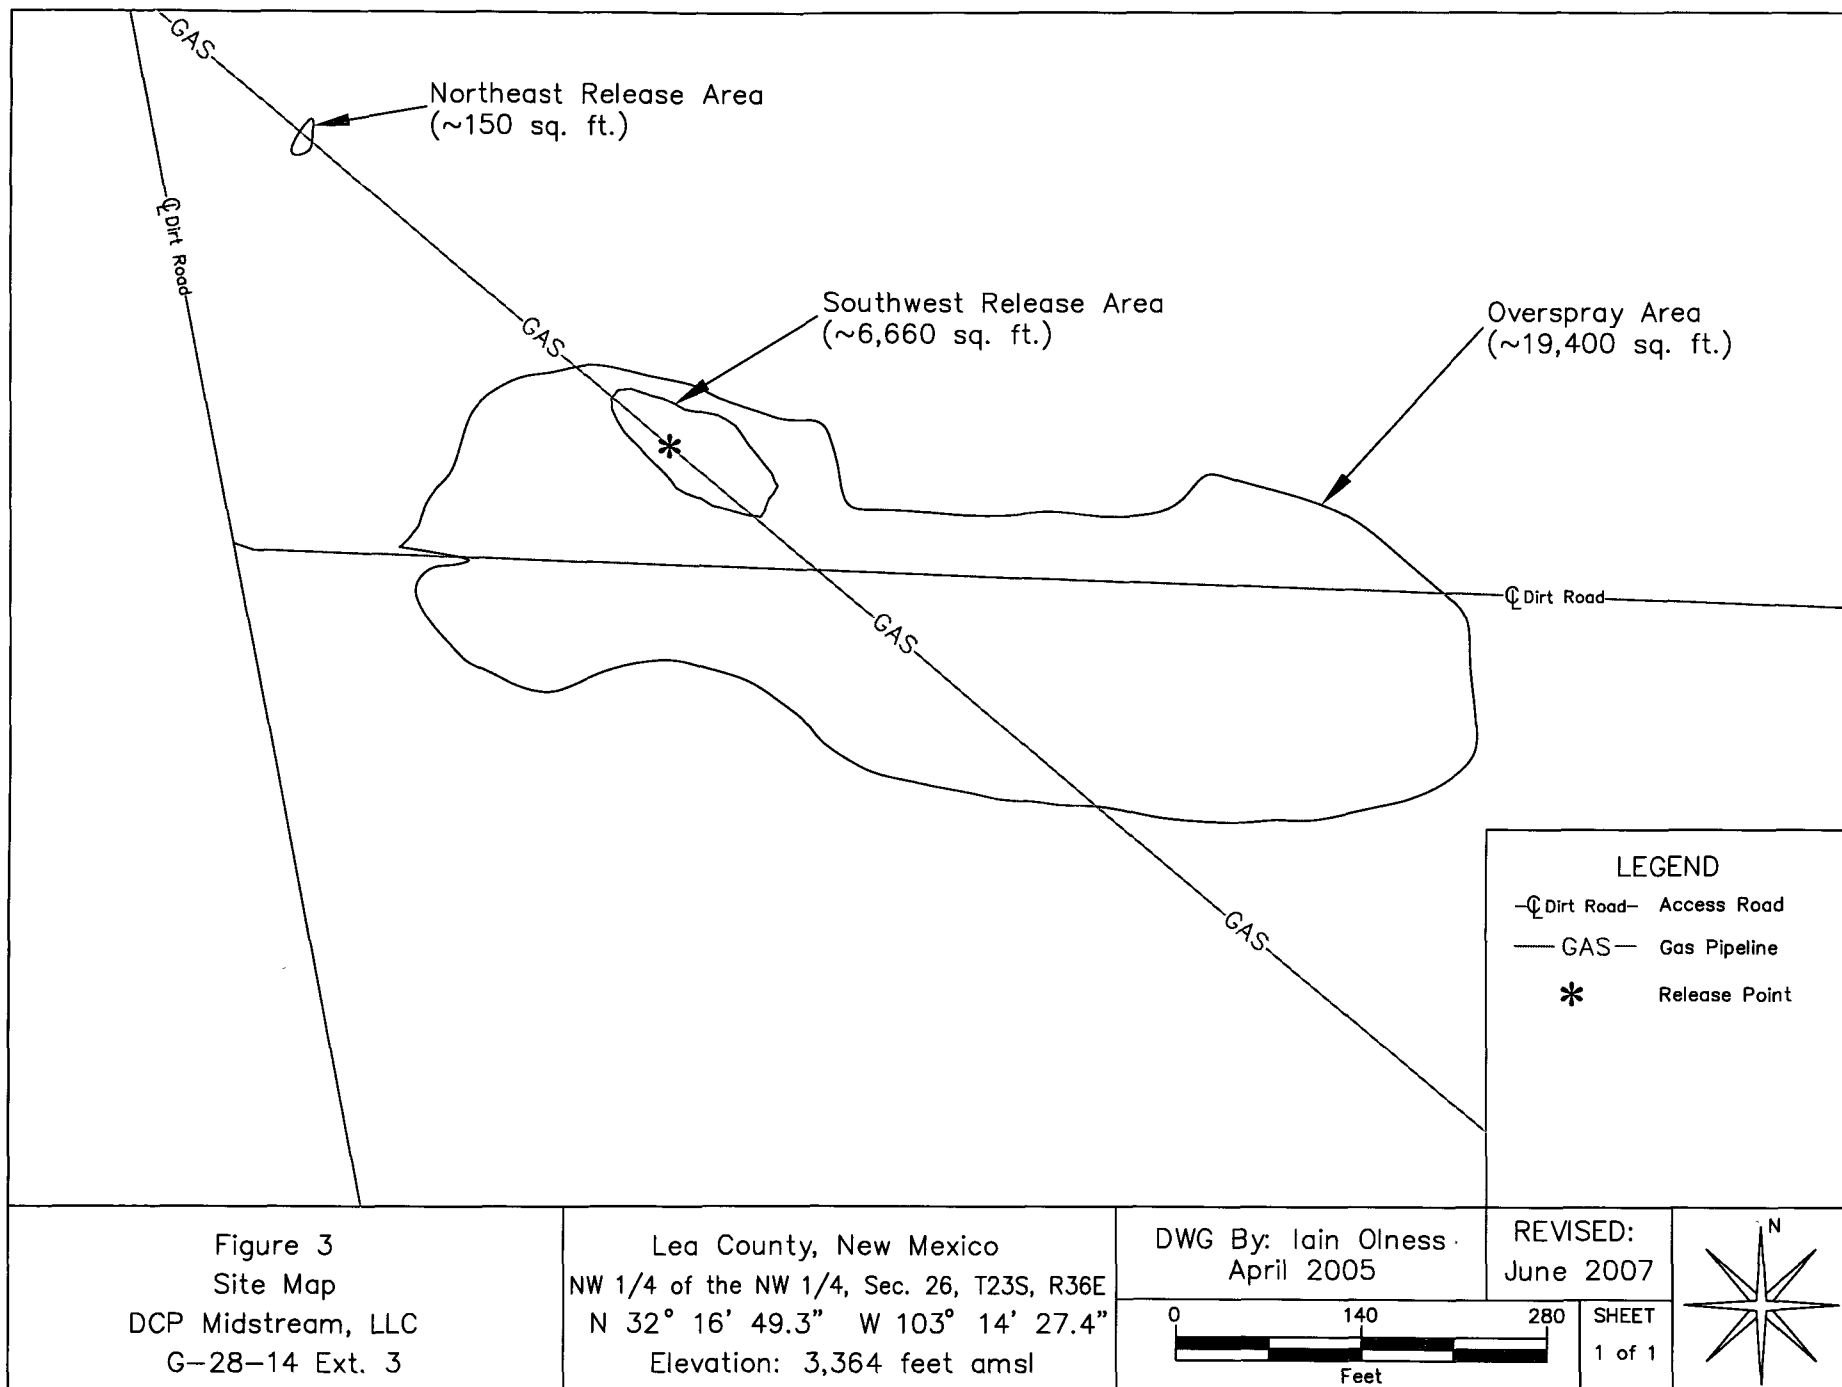 GAS
Northeast Release Area
(~150 sq. ft.)
℄ Dirt Road
GAS
Southwest Release Area
(~6,660 sq. ft.)
Overspray Area
(~19,400 sq. ft.)
*
℄ Dirt Road
GAS
GAS
LEGEND
℄ Dirt Road Access Road
GAS Gas Pipeline
* Release Point
Figure 3
Site Map
DCP Midstream, LLC
G-28-14 Ext. 3
Lea County, New Mexico
NW 1/4 of the NW 1/4, Sec. 26, T23S, R36E
N 32° 16' 49.3" W 103° 14' 27.4"
Elevation: 3,364 feet amsl
DWG By: Iain Olness
April 2005
REVISED:
June 2007
0 140 280
Feet
SHEET
1 of 1
N